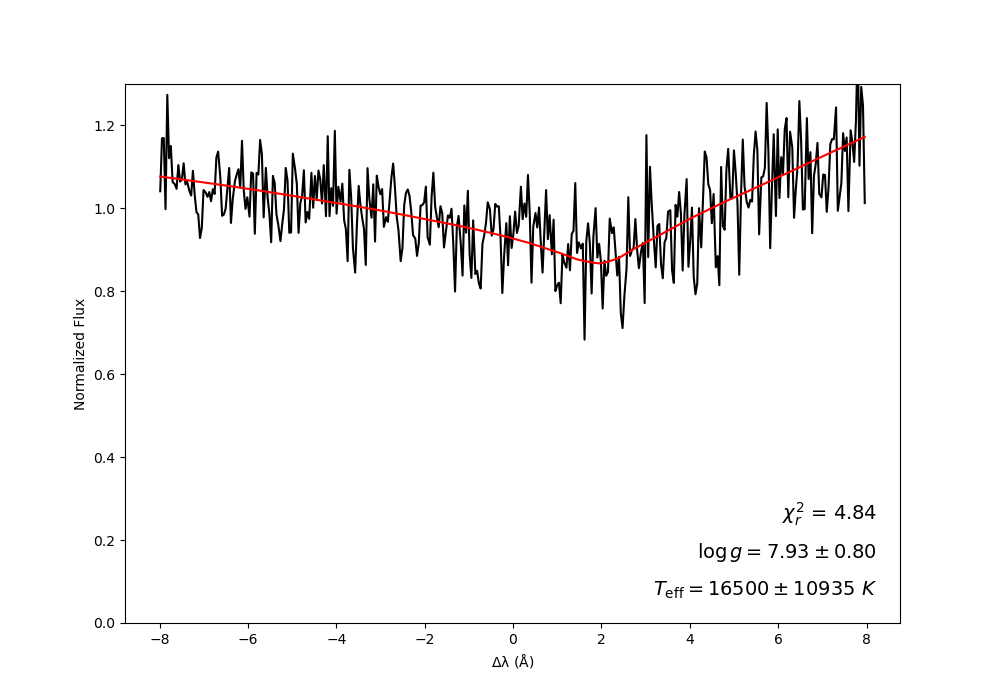 1.2
1.0
0.8
0.6
0.4
0.2
0.0
Normalized Flux
χ²ᵣ = 4.84
log g = 7.93 ± 0.80
T_eff = 16500 ± 10935 K
−8 −6 −4 −2 0 2 4 6 8
Δλ (Å)